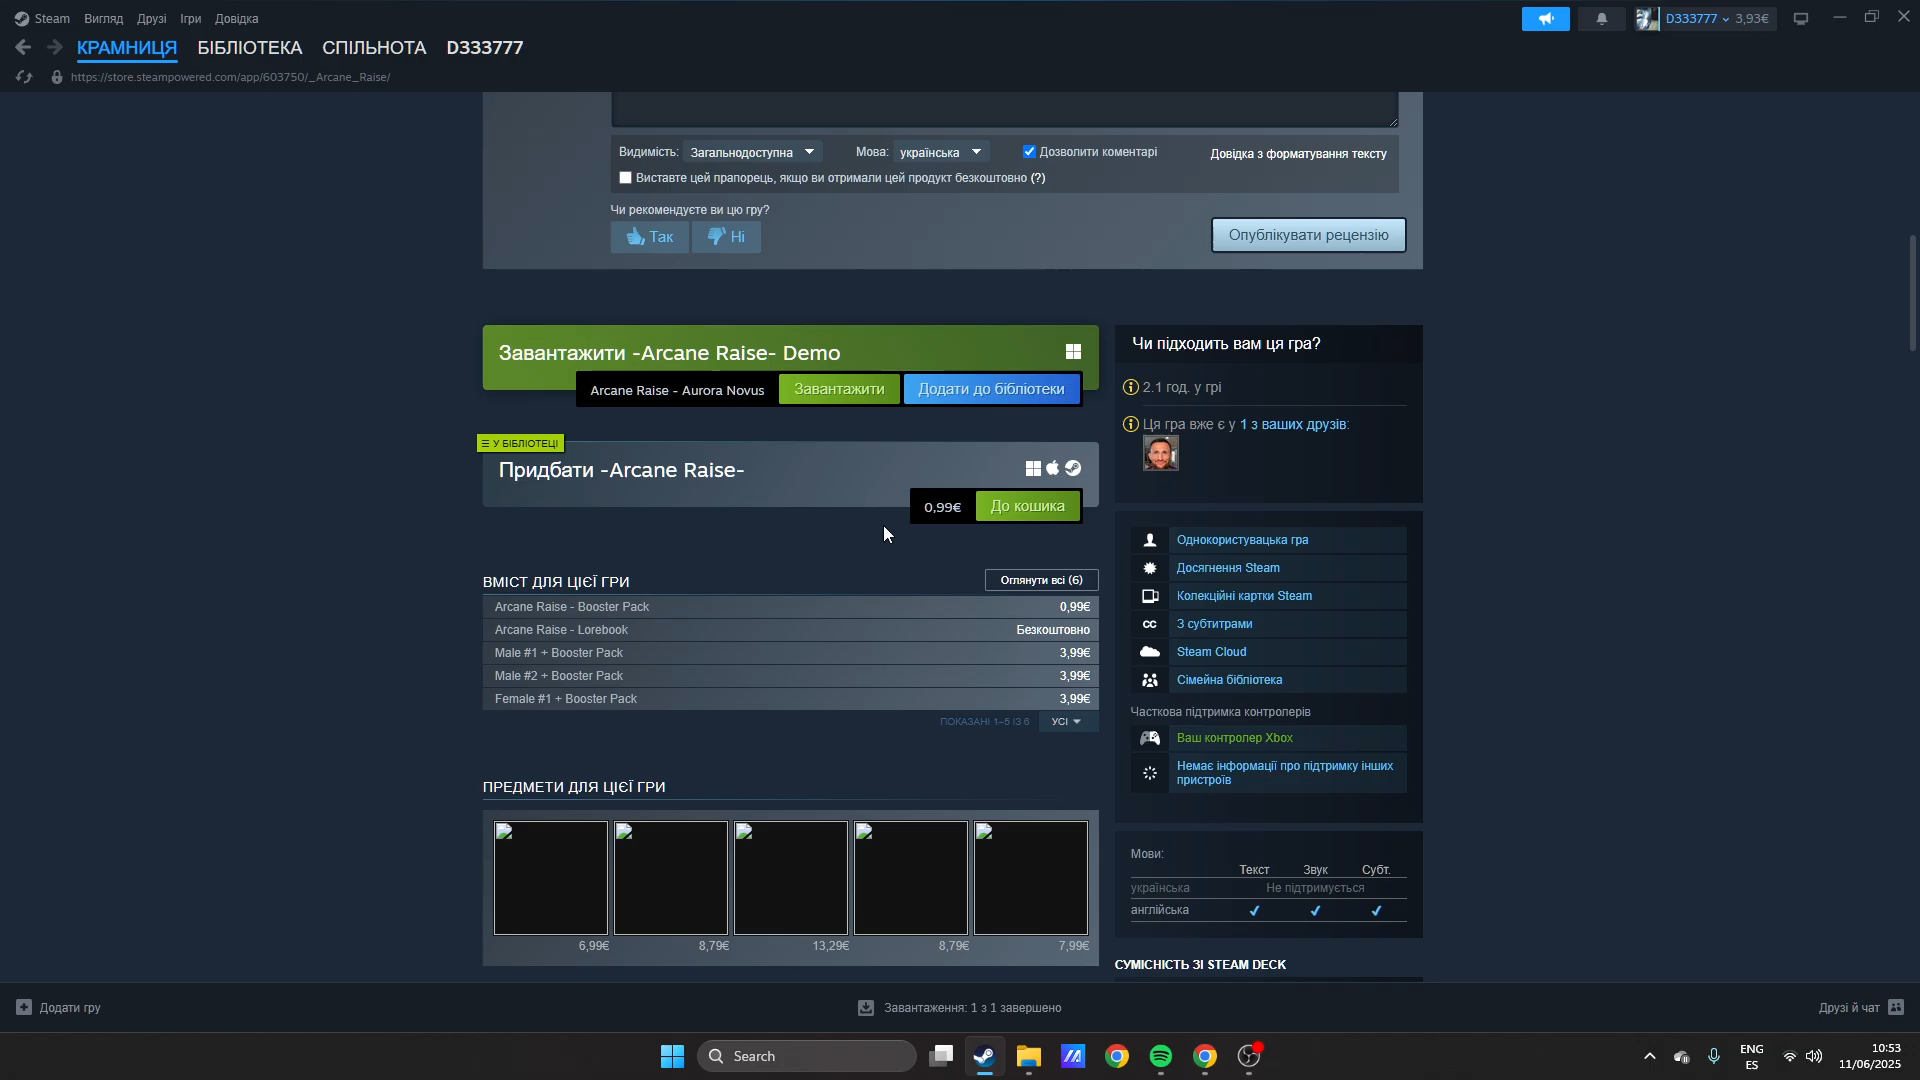 Steam Вигляд Друзі Ігри Довідка
D333777 3,93€
КРАМНИЦЯ БІБЛІОТЕКА СПІЛЬНОТА D333777
https://store.steampowered.com/app/603750/_Arcane_Raise/
Видимість: Загальнодоступна Мова: українська Дозволити коментарі Довідка з форматування тексту
Виставте цей прапорець, якщо ви отримали цей продукт безкоштовно (?)
Чи рекомендуєте ви цю гру?
Так Ні
Опублікувати рецензію
Завантажити -Arcane Raise- Demo
Arcane Raise - Aurora Novus Завантажити Додати до бібліотеки
У БІБЛІОТЕЦІ
Придбати -Arcane Raise-
0,99€ До кошика
ВМІСТ ДЛЯ ЦІЄЇ ГРИ Оглянути всі (6)
Arcane Raise - Booster Pack 0,99€
Arcane Raise - Lorebook Безкоштовно
Male #1 + Booster Pack 3,99€
Male #2 + Booster Pack 3,99€
Female #1 + Booster Pack 3,99€
ПОКАЗАНІ 1–5 ІЗ 6 УСІ
ПРЕДМЕТИ ДЛЯ ЦІЄЇ ГРИ
6,99€ 8,79€ 13,29€ 8,79€ 7,99€
Чи підходить вам ця гра?
2.1 год. у грі
Ця гра вже є у 1 з ваших друзів:
Однокористувацька гра
Досягнення Steam
Колекційні картки Steam
CC З субтитрами
Steam Cloud
Сімейна бібліотека
Часткова підтримка контролерів
Ваш контролер Xbox
Немає інформації про підтримку інших
пристроїв
Мови:
Текст Звук Субт.
українська Не підтримується
англійська
СУМІСНІСТЬ ЗІ STEAM DECK
Додати гру
Завантаження: 1 з 1 завершено
Друзі й чат
Search
ENG
ES
10:53
11/06/2025